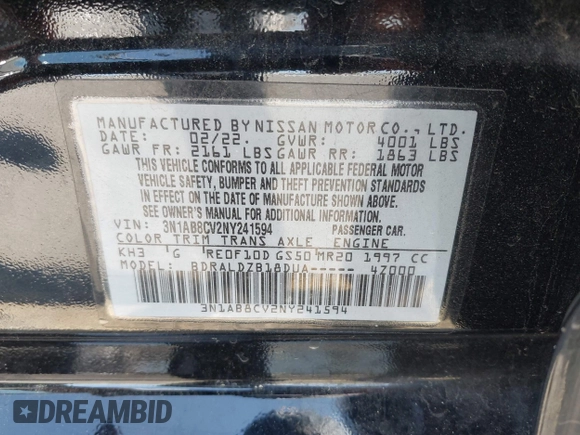 MANUFACTURED BY NISSAN MOTOR CO., LTD.
DATE: 02/22. GVWR: 4001 LBS
GAWR FR: 2161 LBS GAWR RR: 1863 LBS
THIS VEHICLE CONFORMS TO ALL APPLICABLE FEDERAL MOTOR
VEHICLE SAFETY, BUMPER AND THEFT PREVENTION STANDARDS
IN EFFECT ON THE DATE OF MANUFACTURE SHOWN ABOVE.
SEE OWNER'S MANUAL FOR ADDITIONAL INFORMATION.
VIN: 3N1AB8CV2NY241594 PASSENGER CAR.
COLOR TRIM TRANS AXLE ENGINE
KH3 G RE0F10D GS50 MR20 1997 CC
MODEL: BDRALDZB18DUA----- 4Z000
3N1AB8CV2NY241594
DREAMBID